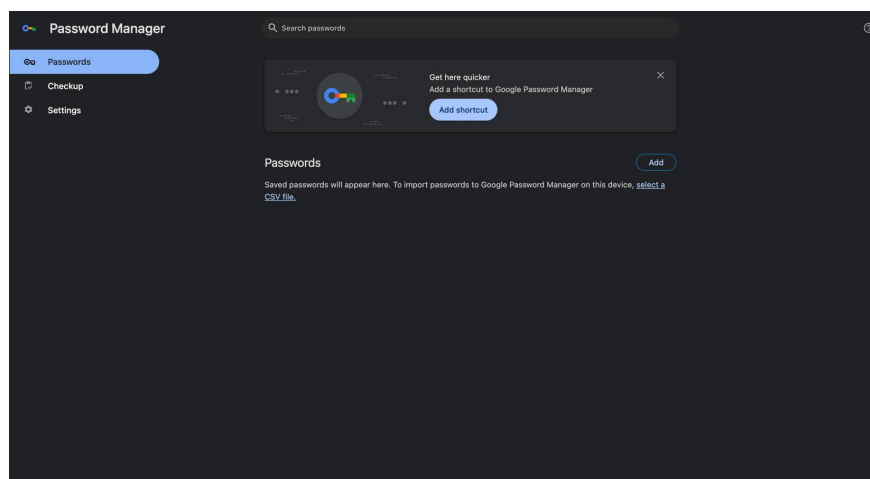 Password Manager
Search passwords
Passwords
Checkup
Settings
Get here quicker
Add a shortcut to Google Password Manager
Add shortcut
Passwords
Add
Saved passwords will appear here. To import passwords to Google Password Manager on this device, select a
CSV file.